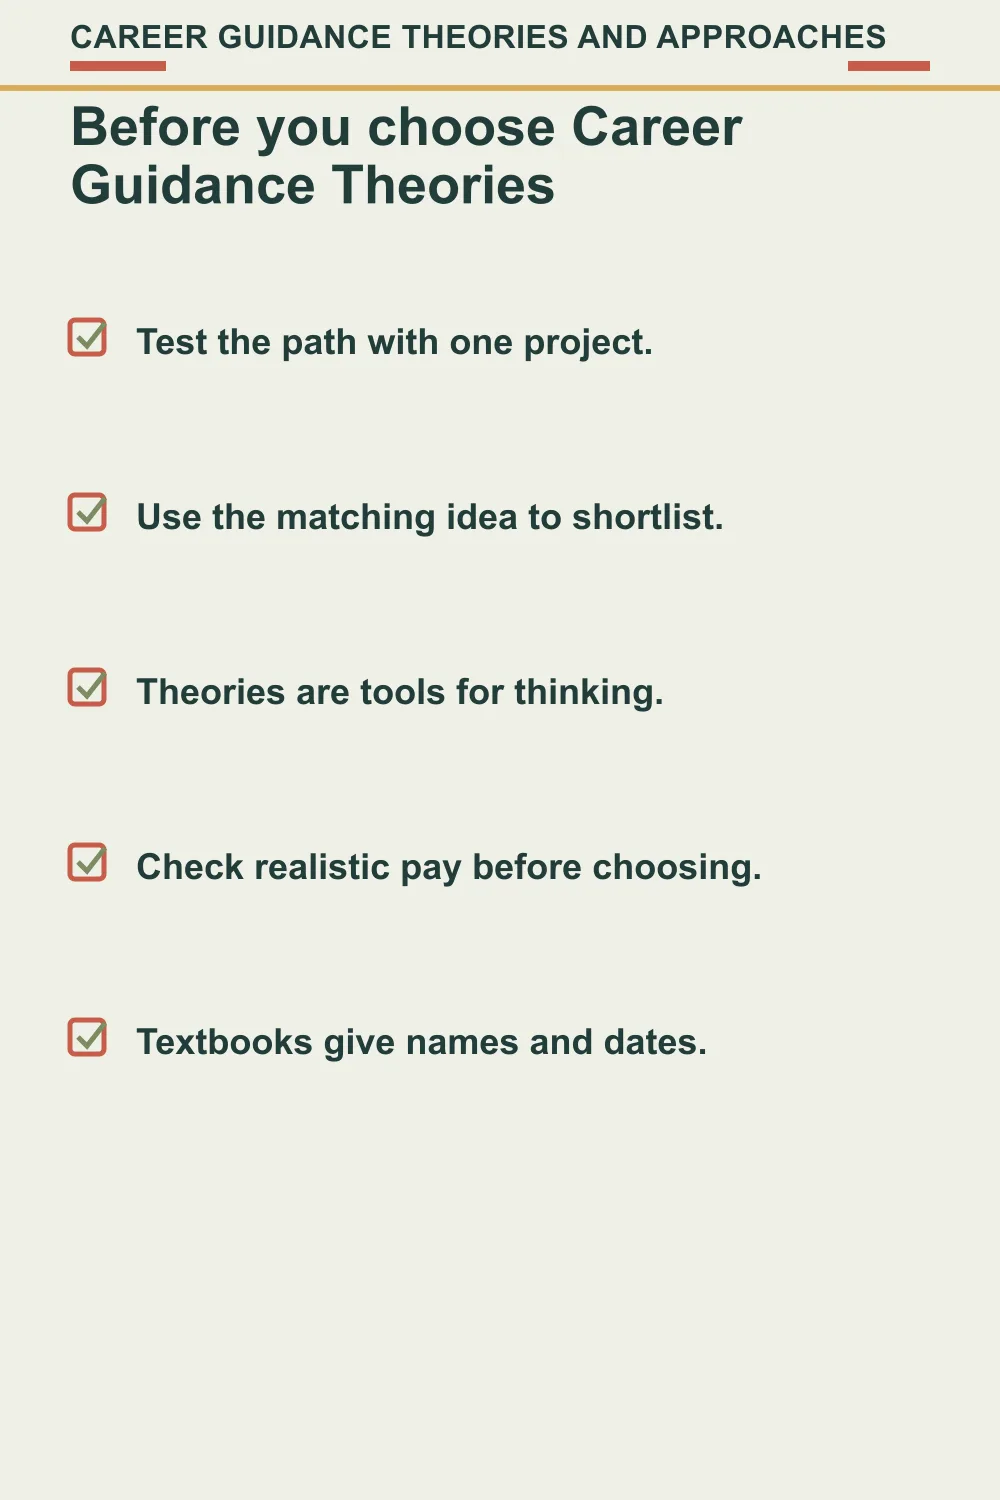 CAREER GUIDANCE THEORIES AND APPROACHES
Before you choose Career
Guidance Theories
Test the path with one project.
Use the matching idea to shortlist.
Theories are tools for thinking.
Check realistic pay before choosing.
Textbooks give names and dates.